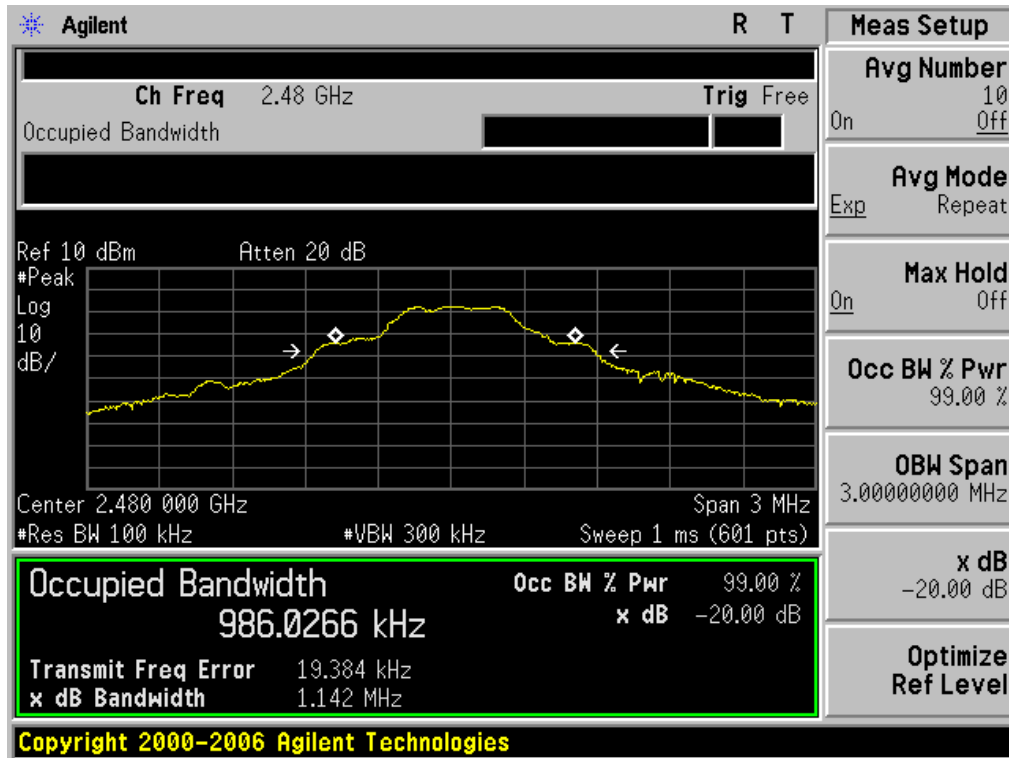 Agilent R T
Ch Freq 2.48 GHz Trig Free
Occupied Bandwidth
Ref 10 dBm Atten 20 dB
#Peak
Log
10
dB/
Center 2.480 000 GHz Span 3 MHz
#Res BW 100 kHz #VBW 300 kHz Sweep 1 ms (601 pts)
Occupied Bandwidth Occ BW % Pwr 99.00 %
986.0266 kHz x dB -20.00 dB
Transmit Freq Error 19.384 kHz
x dB Bandwidth 1.142 MHz
Copyright 2000-2006 Agilent Technologies
Meas Setup
Avg Number
10
On Off
Avg Mode
Exp Repeat
Max Hold
On Off
Occ BW % Pwr
99.00 %
OBW Span
3.00000000 MHz
x dB
-20.00 dB
Optimize
Ref Level